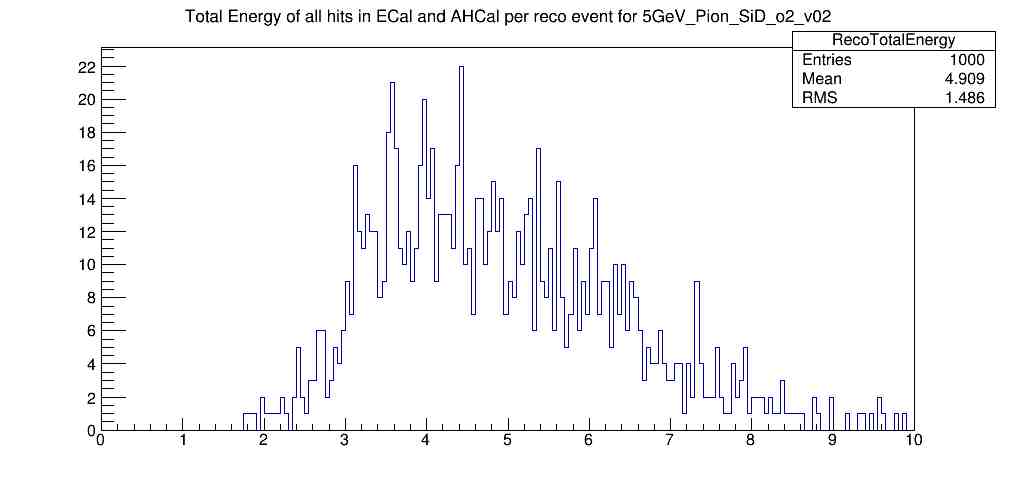 Total Energy of all hits in ECal and AHCal per reco event for 5GeV_Pion_SiD_o2_v02
RecoTotalEnergy
Entries 1000
Mean 4.909
RMS 1.486
22
20
18
16
14
12
10
8
6
4
2
0
0 1 2 3 4 5 6 7 8 9 10